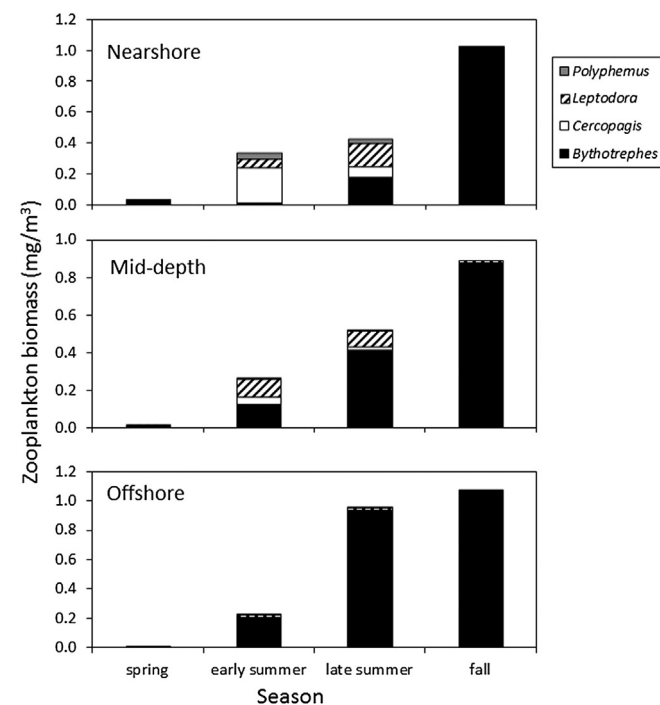 Nearshore
1.2
1.0
0.8
0.6
0.4
0.2
0.0
Polyphemus
Leptodora
Cercopagis
Bythotrephes
Mid-depth
1.0
0.8
0.6
0.4
0.2
0.0
Zooplankton biomass (mg/m³)
Offshore
1.2
1.0
0.8
0.6
0.4
0.2
0.0
spring early summer late summer fall
Season